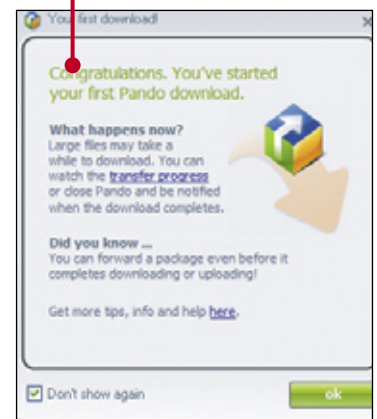 Your first download!
Congratulations. You've started
your first Pando download.
What happens now?
Large files may take a
while to download. You can
watch the transfer progress
or close Pando and be notified
when the download completes.
Did you know ...
You can forward a package even before it
completes downloading or uploading!
Get more tips, info and help here.
Don't show again
ok